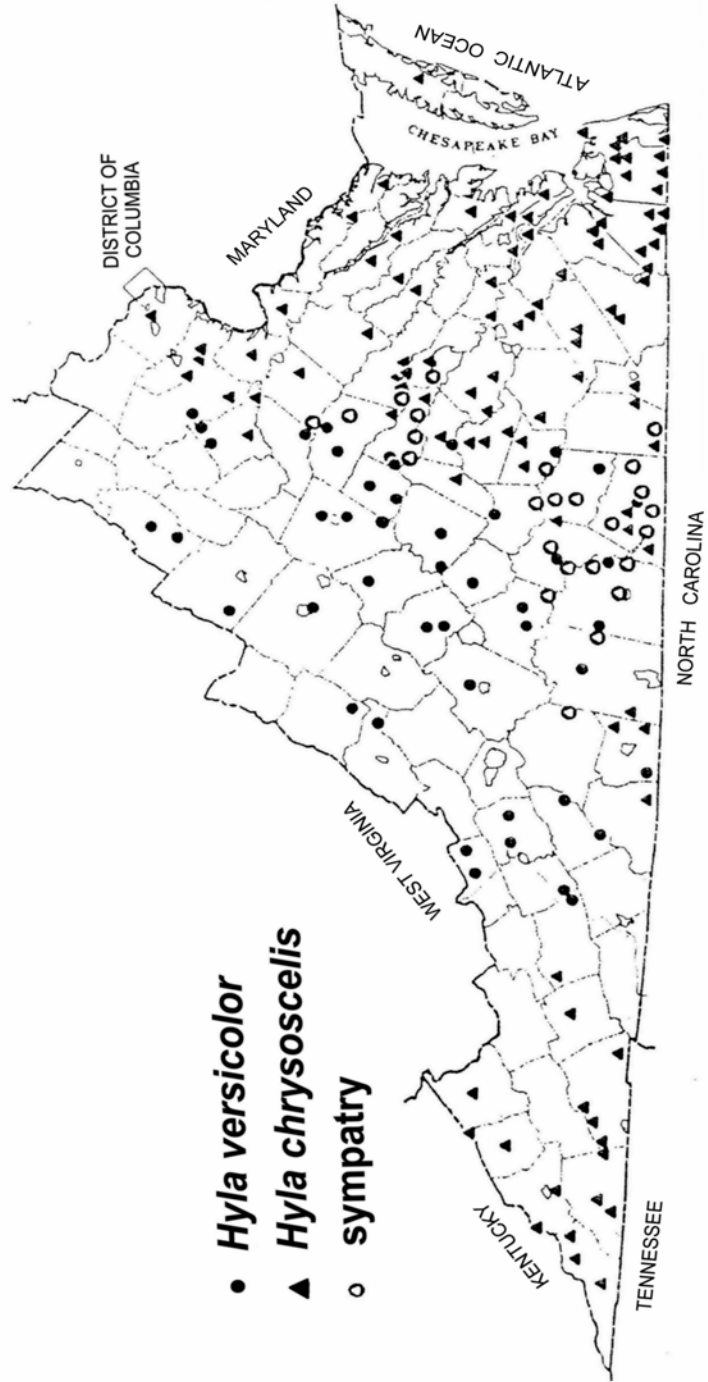 Hyla versicolor
Hyla chrysoscelis
sympatry
KENTUCKY
TENNESSEE
WEST VIRGINIA
NORTH CAROLINA
MARYLAND
DISTRICT OF
COLUMBIA
CHESAPEAKE BAY
ATLANTIC OCEAN